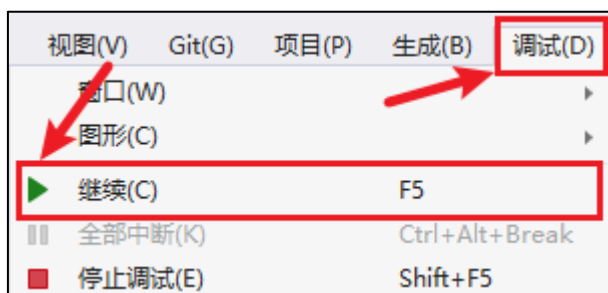 视图(V) Git(G) 项目(P) 生成(B) 调试(D)
窗口(W)
图形(C)
继续(C) F5
全部中断(K) Ctrl+Alt+Break
停止调试(E) Shift+F5